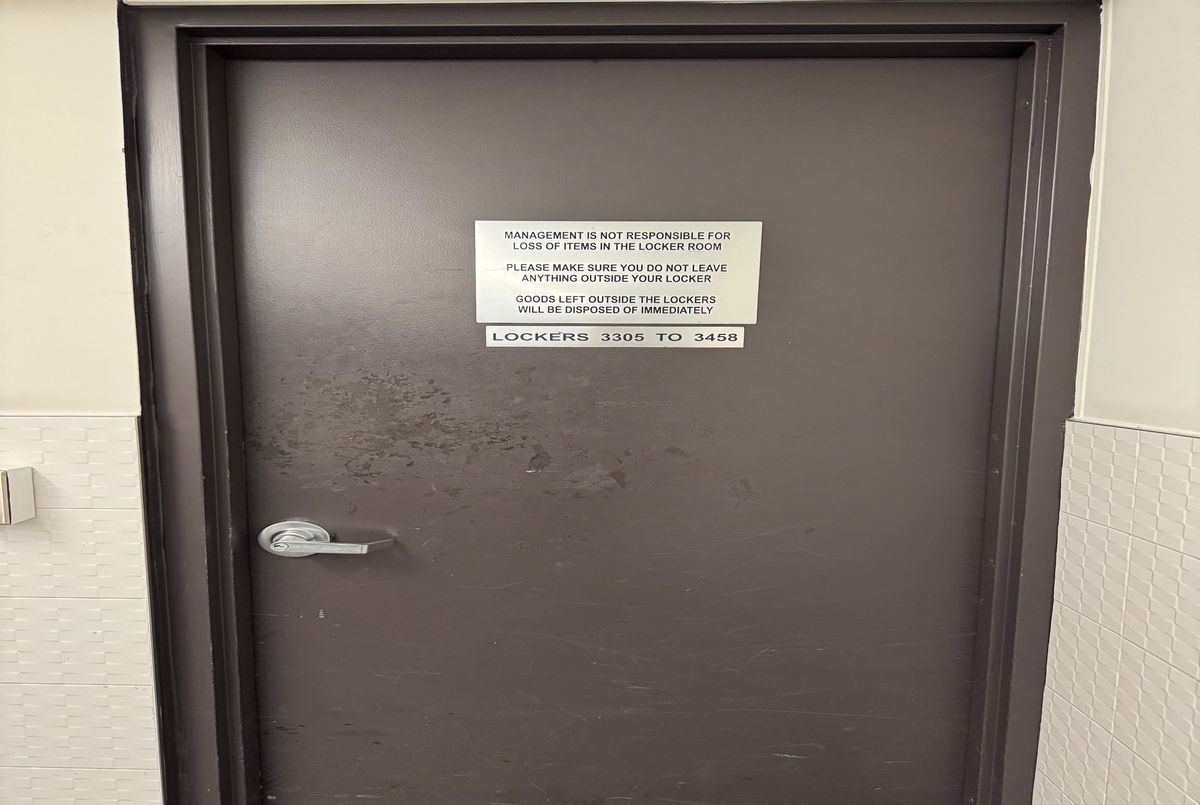 MANAGEMENT IS NOT RESPONSIBLE FOR
LOSS OF ITEMS IN THE LOCKER ROOM
PLEASE MAKE SURE YOU DO NOT LEAVE
ANYTHING OUTSIDE YOUR LOCKER
GOODS LEFT OUTSIDE THE LOCKERS
WILL BE DISPOSED OF IMMEDIATELY
LOCKERS 3305 TO 3458